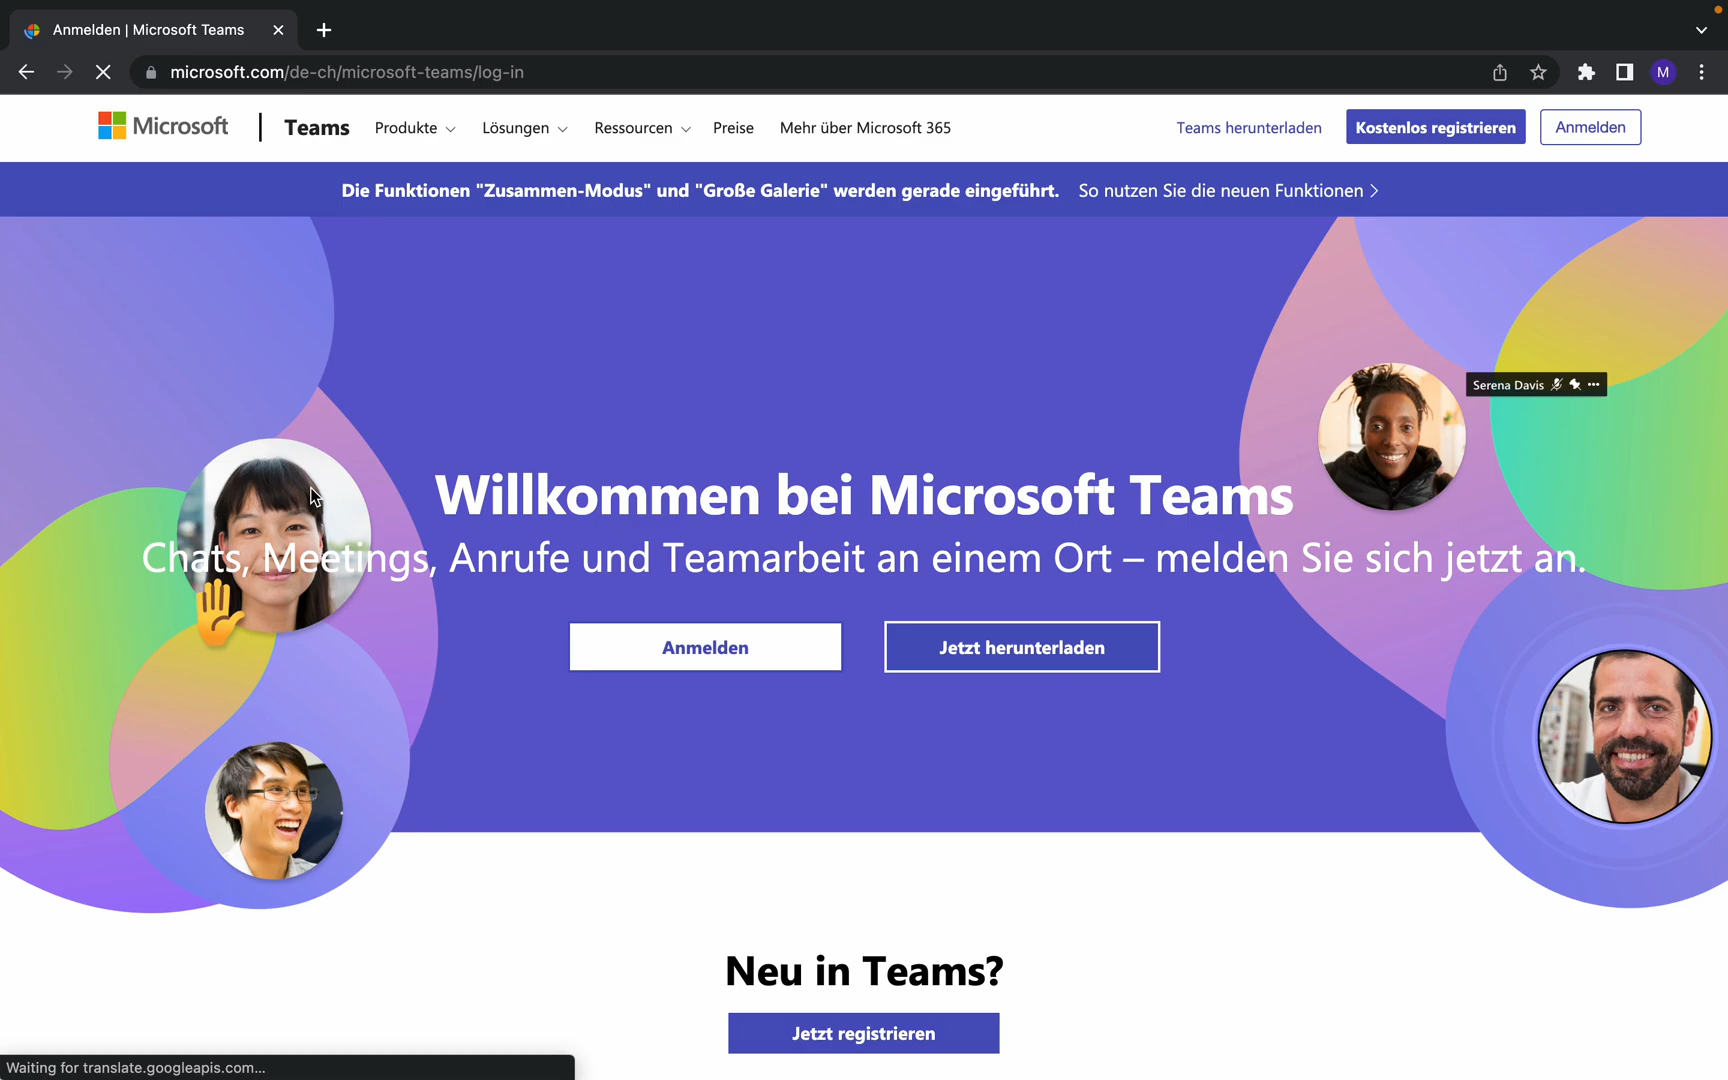 Anmelden | Microsoft Teams
microsoft.com/de-ch/microsoft-teams/log-in
M
Microsoft
Teams
Produkte
Lösungen
Ressourcen
Preise
Mehr über Microsoft 365
Teams herunterladen
Kostenlos registrieren
Anmelden
Die Funktionen "Zusammen-Modus" und "Große Galerie" werden gerade eingeführt. So nutzen Sie die neuen Funktionen >
Serena Davis
Willkommen bei Microsoft Teams
Chats, Meetings, Anrufe und Teamarbeit an einem Ort – melden Sie sich jetzt an.
Anmelden
Jetzt herunterladen
Neu in Teams?
Jetzt registrieren
Waiting for translate.googleapis.com...